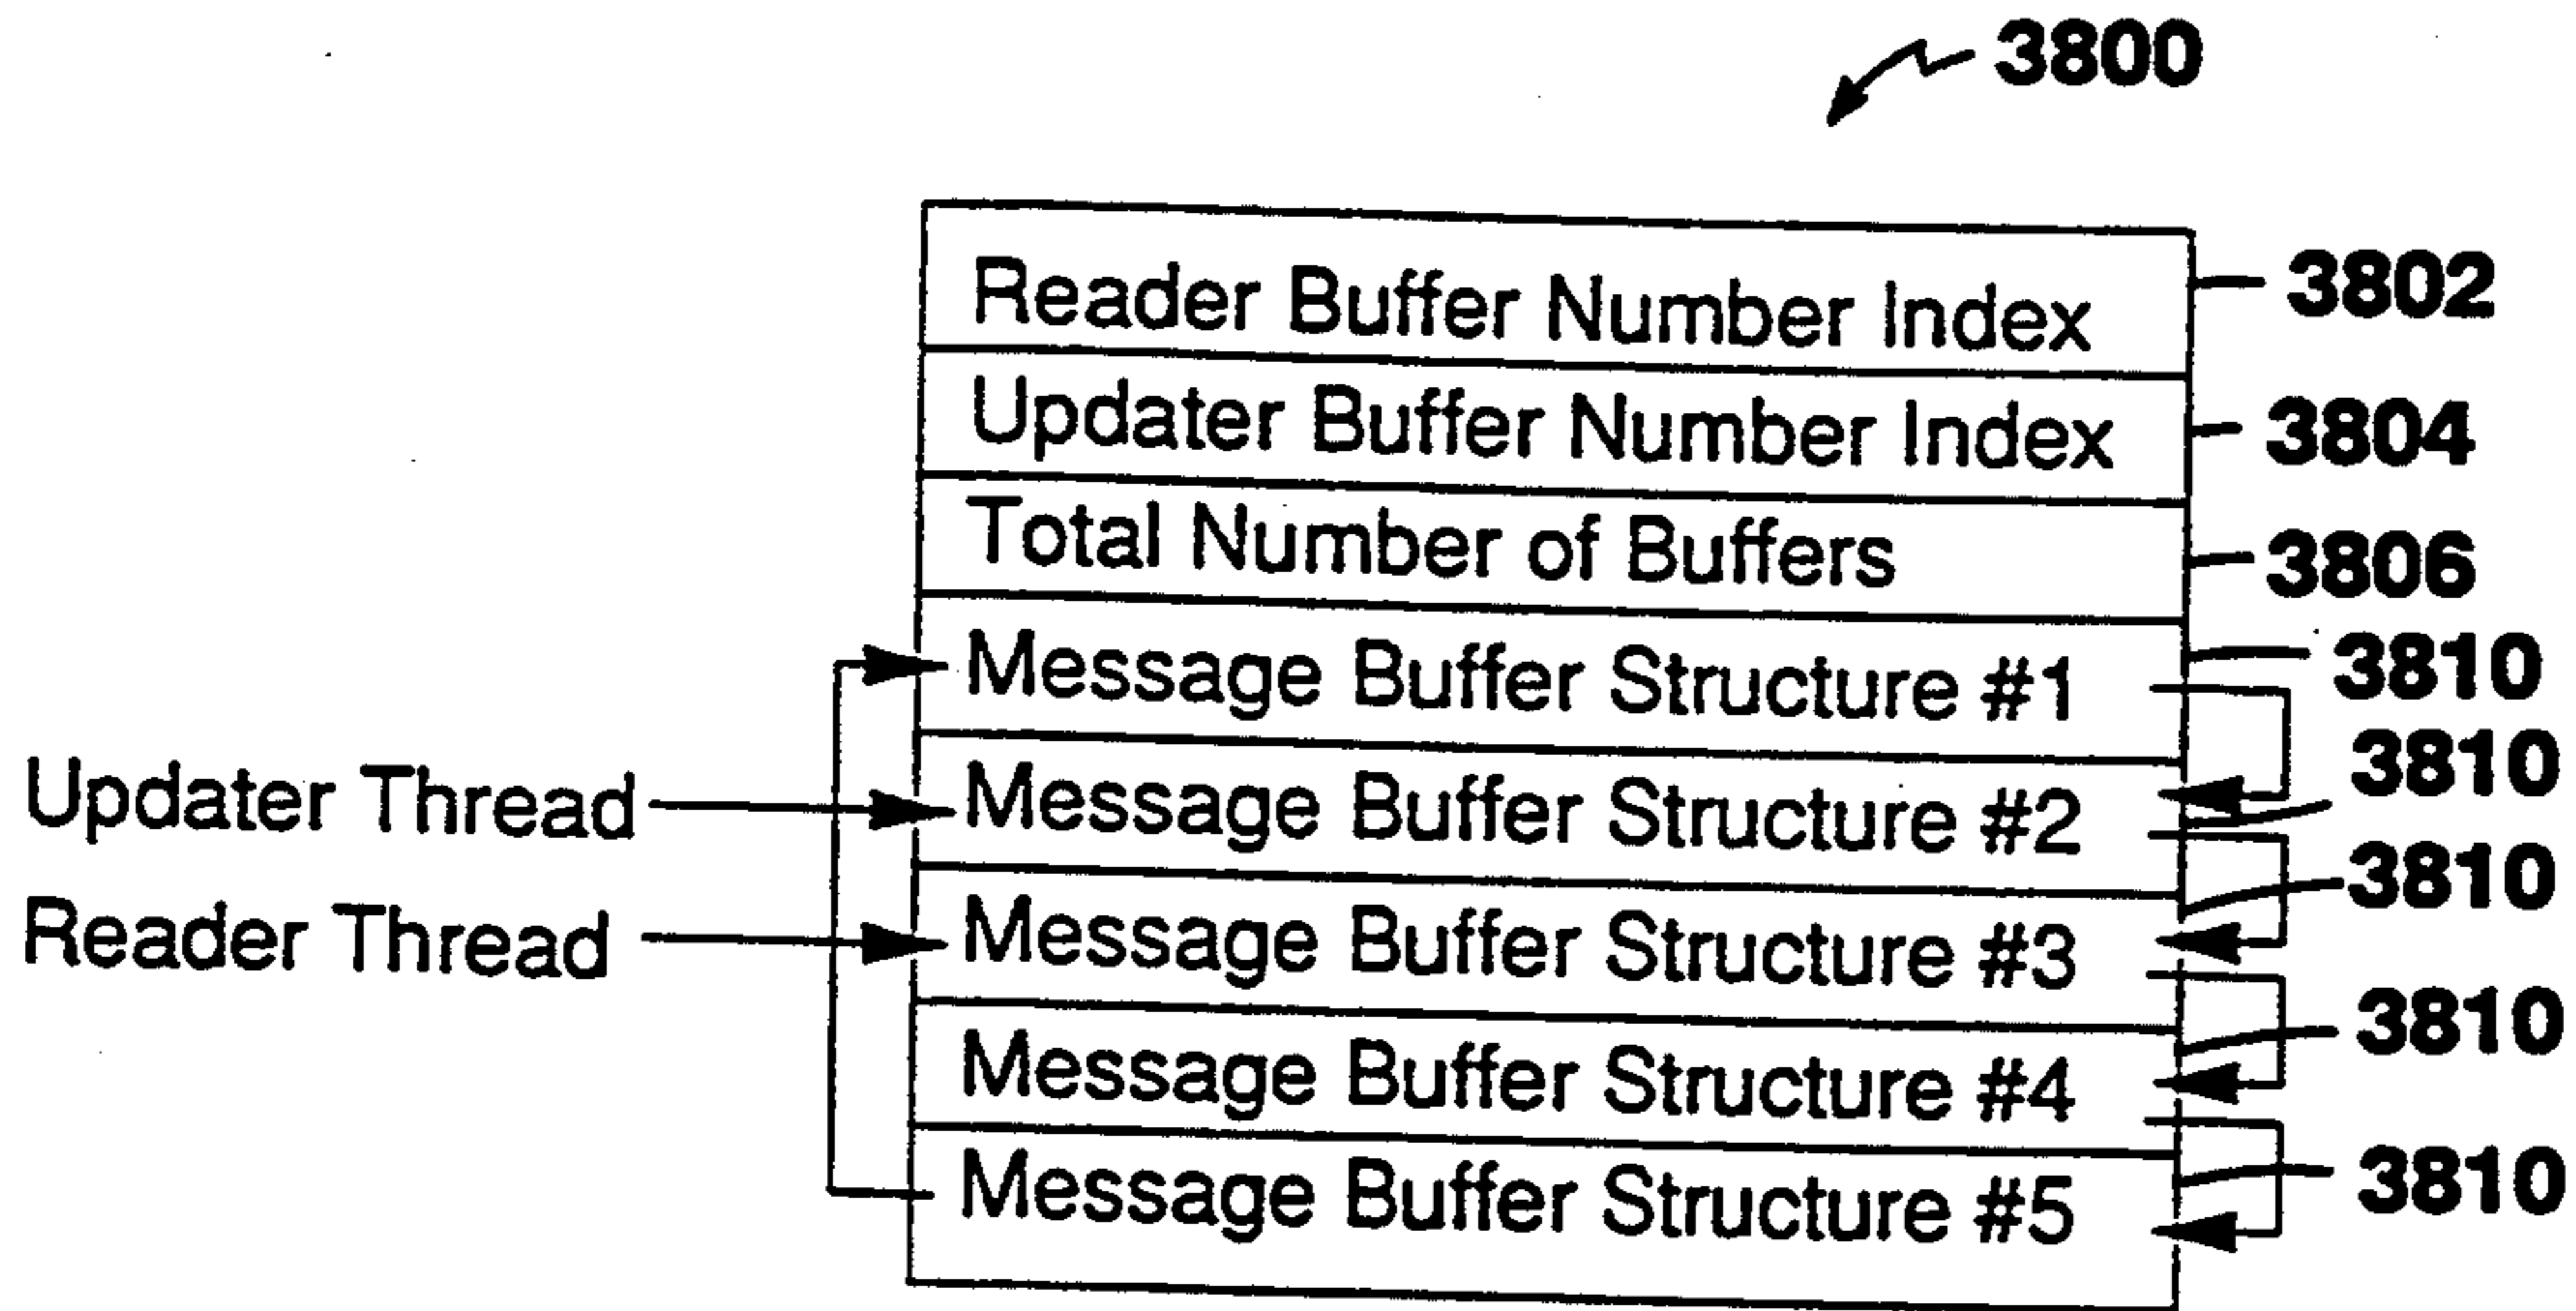 3800
Reader Buffer Number Index 3802
Updater Buffer Number Index 3804
Total Number of Buffers 3806
Message Buffer Structure #1 3810
Updater Thread Message Buffer Structure #2 3810
Reader Thread Message Buffer Structure #3 3810
Message Buffer Structure #4 3810
Message Buffer Structure #5 3810